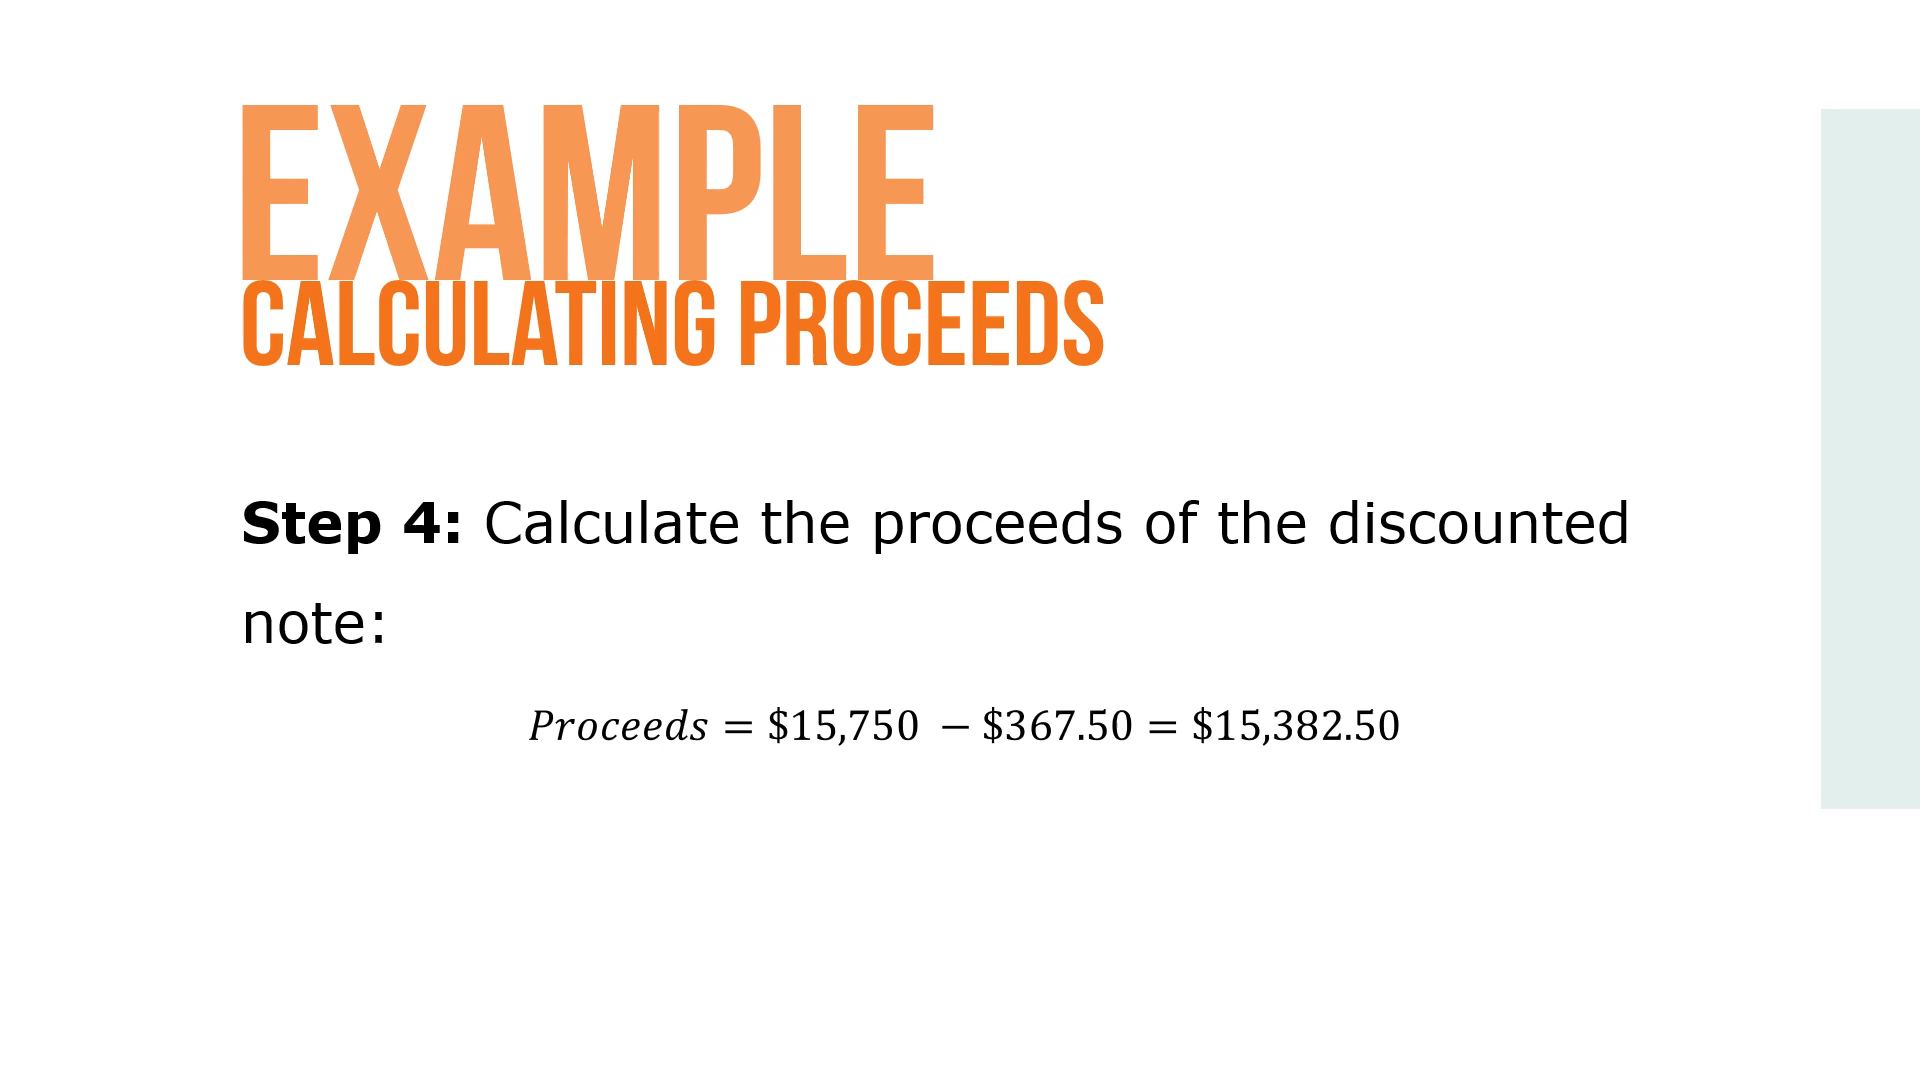 EXAMPLE
CALCULATING PROCEEDS
Step 4: Calculate the proceeds of the discounted
note:
Proceeds = $15,750 − $367.50 = $15,382.50